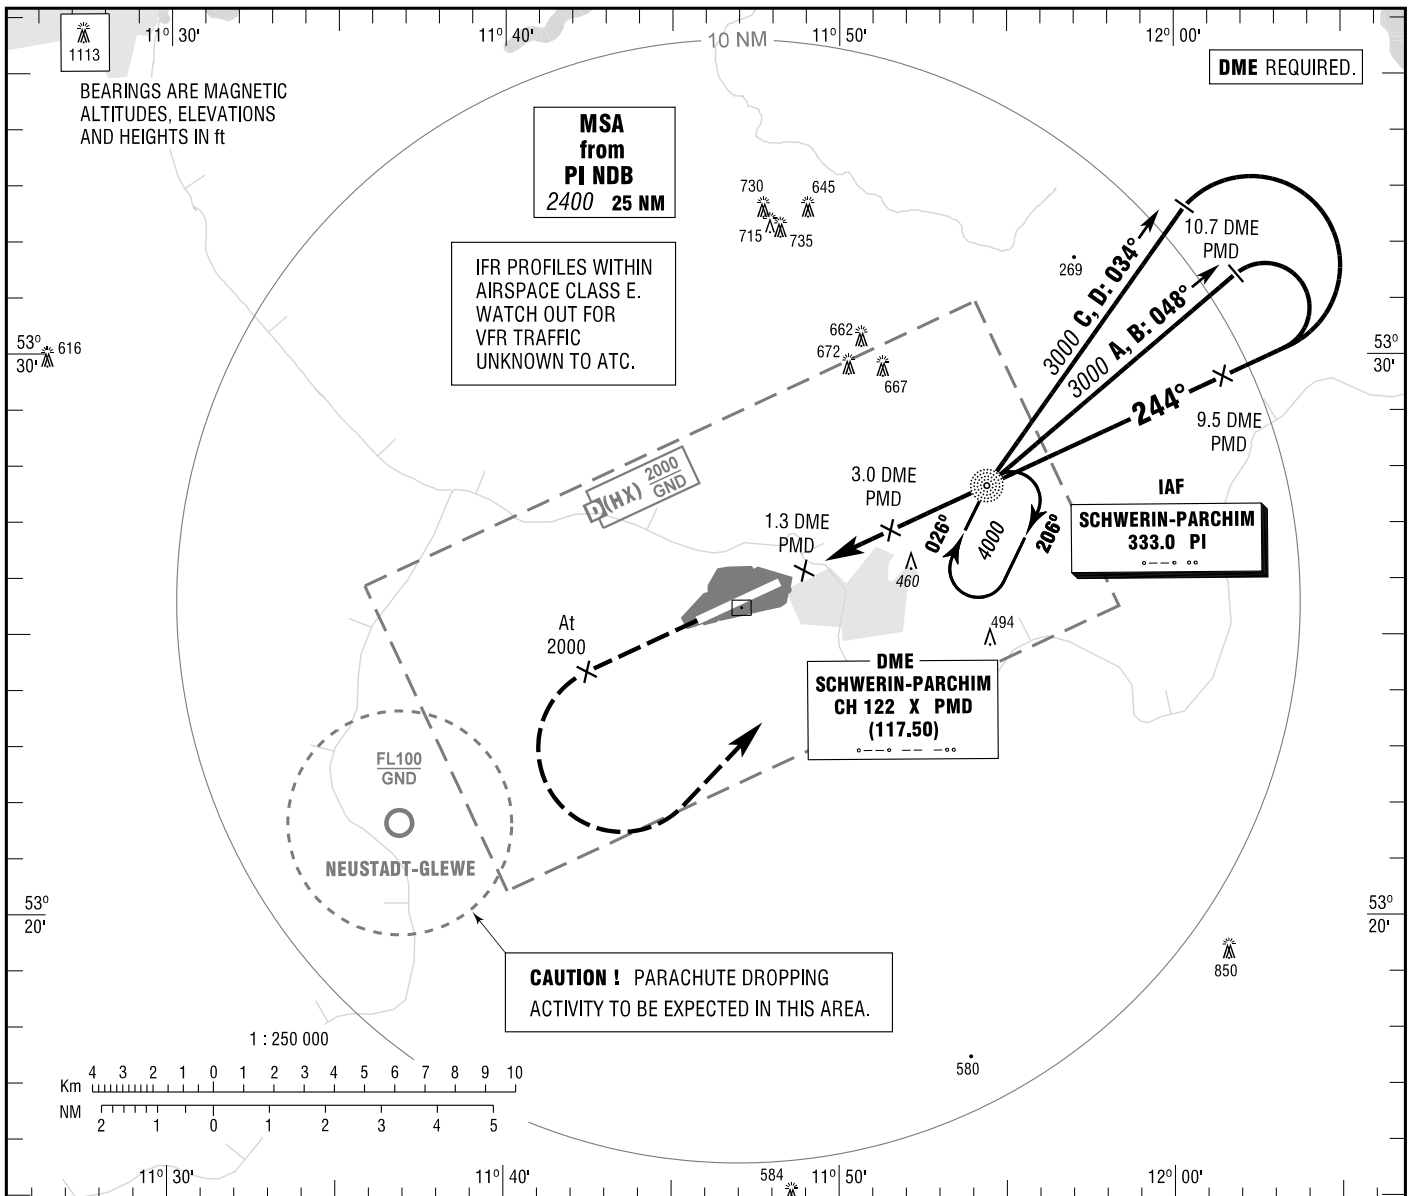 1113
11° 30'
11° 40'
11° 50'
12° 00'
10 NM
DME REQUIRED.
BEARINGS ARE MAGNETIC
ALTITUDES, ELEVATIONS
AND HEIGHTS IN ft
MSA
from
PI NDB
2400 25 NM
730
645
715
735
10.7 DME
PMD
269
IFR PROFILES WITHIN
AIRSPACE CLASS E.
WATCH OUT FOR
VFR TRAFFIC
UNKNOWN TO ATC.
3000 C, D: 034°
3000 A, B: 048°
53°
30'
616
662
672
667
53°
30'
244°
9.5 DME
PMD
D(HX) 2000
GND
3.0 DME
PMD
IAF
SCHWERIN-PARCHIM
333.0 PI
1.3 DME
PMD
026°
4000
206°
460
At
2000
494
DME
SCHWERIN-PARCHIM
CH 122 X PMD
(117.50)
FL100
GND
NEUSTADT-GLEWE
53°
20'
53°
20'
CAUTION ! PARACHUTE DROPPING
ACTIVITY TO BE EXPECTED IN THIS AREA.
850
580
1 : 250 000
Km 4 3 2 1 0 1 2 3 4 5 6 7 8 9 10
NM
2 1 0 1 2 3 4 5
11° 30'
11° 40'
584
11° 50'
12° 00'